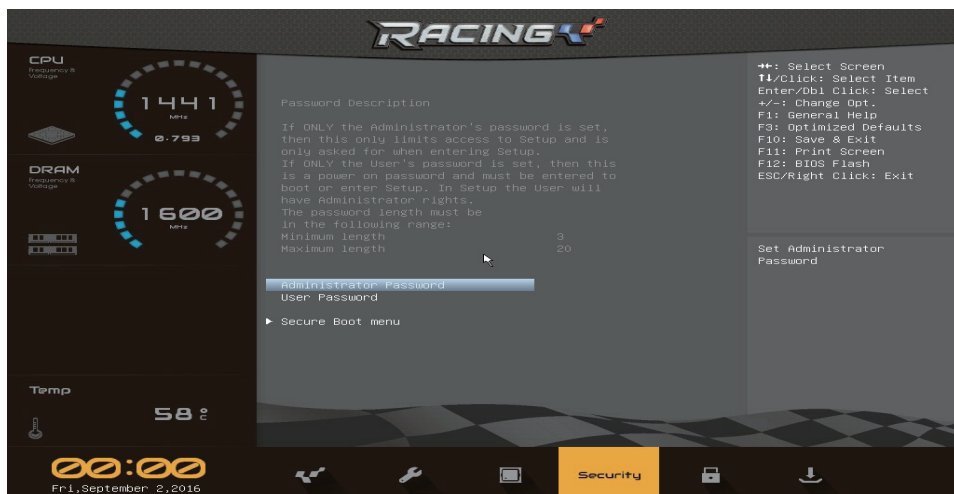 RACING
CPU
Frequency &
Voltage
1441
MHz
0.793
DRAM
Frequency &
Voltage
1600
MHz
Temp
58 °C
00:00
Fri,September 2,2016
Password Description
If ONLY the Administrator's password is set,
then this only limits access to Setup and is
only asked for when entering Setup.
If ONLY the User's password is set, then this
is a power on password and must be entered to
boot or enter Setup. In Setup the User will
have Administrator rights.
The password length must be
in the following range:
Minimum length 3
Maximum length 20
Administrator Password
User Password
► Secure Boot menu
→←: Select Screen
↑↓/Click: Select Item
Enter/Dbl Click: Select
+/-: Change Opt.
F1: General Help
F3: Optimized Defaults
F10: Save & Exit
F11: Print Screen
F12: BIOS Flash
ESC/Right Click: Exit
Set Administrator
Password
Security